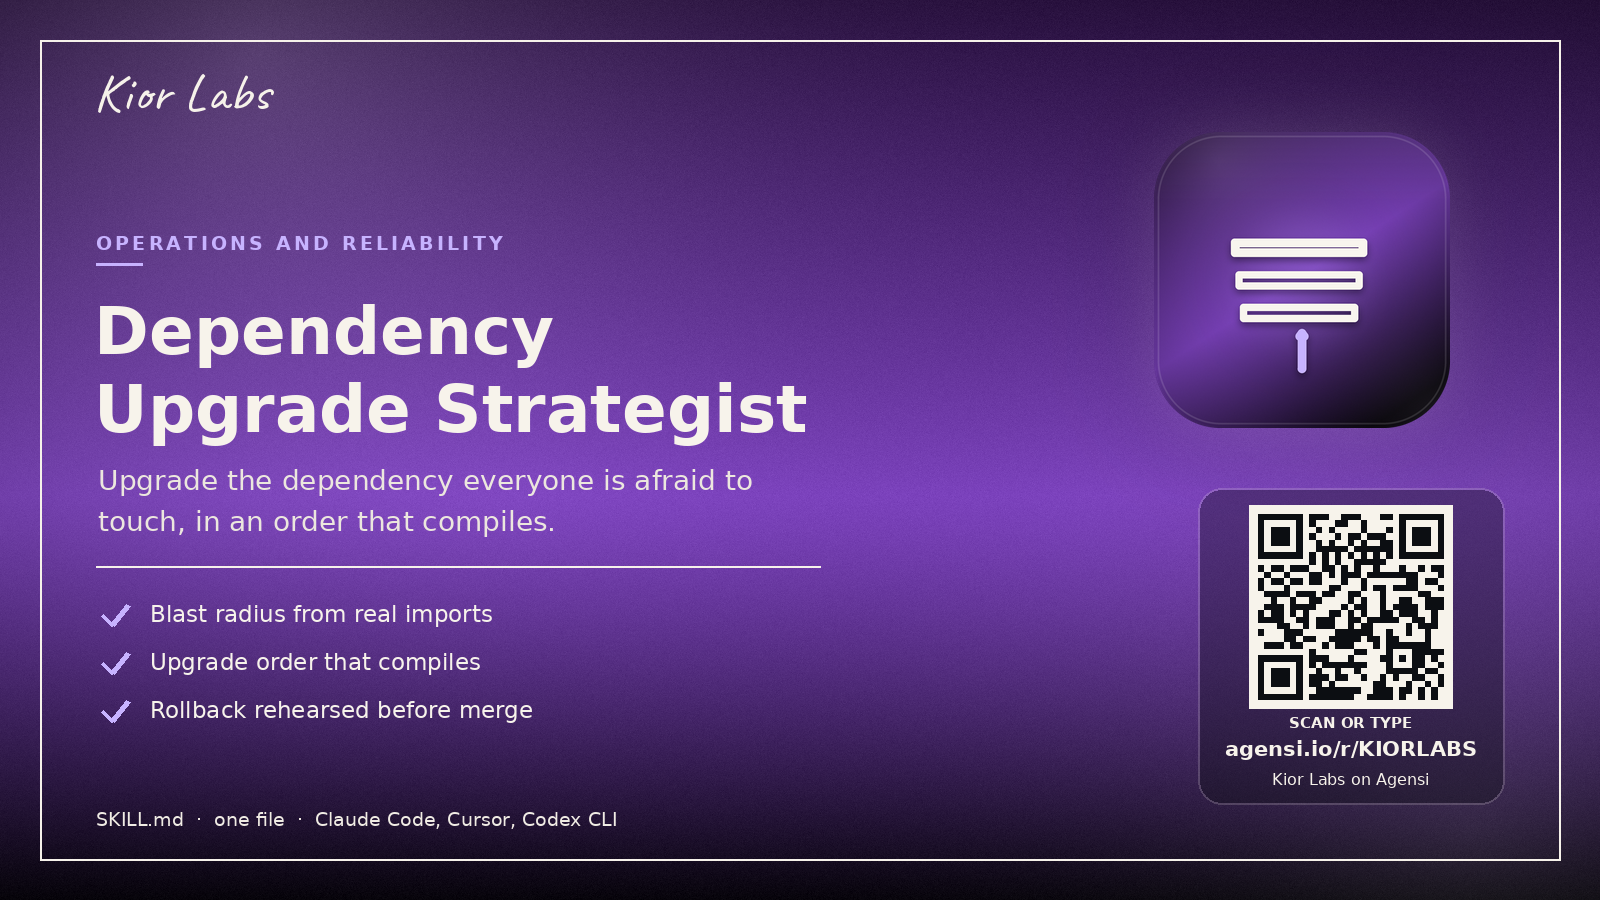 Kior Labs
OPERATIONS AND RELIABILITY
Dependency
Upgrade Strategist
Upgrade the dependency everyone is afraid to
touch, in an order that compiles.
Blast radius from real imports
Upgrade order that compiles
Rollback rehearsed before merge
SKILL.md · one file · Claude Code, Cursor, Codex CLI
SCAN OR TYPE
agensi.io/r/KIORLABS
Kior Labs on Agensi